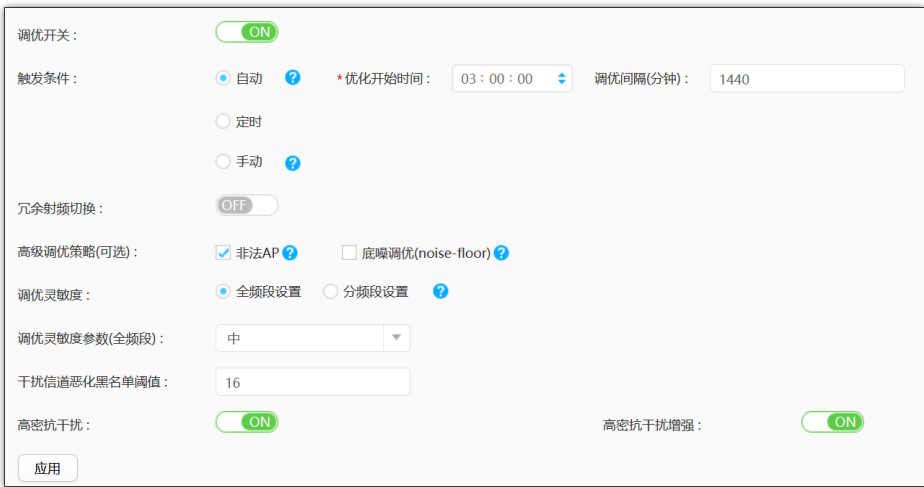 调优开关 : ON
触发条件 : 自动 ? *优化开始时间 : 03 : 00 : 00 调优间隔(分钟) : 1440
定时
手动 ?
冗余射频切换 : OFF
高级调优策略(可选) : 非法AP ? 底噪调优(noise-floor) ?
调优灵敏度 : 全频段设置 分频段设置 ?
调优灵敏度参数(全频段) : 中
干扰信道恶化黑名单阈值 : 16
高密抗干扰 : ON 高密抗干扰增强 : ON
应用